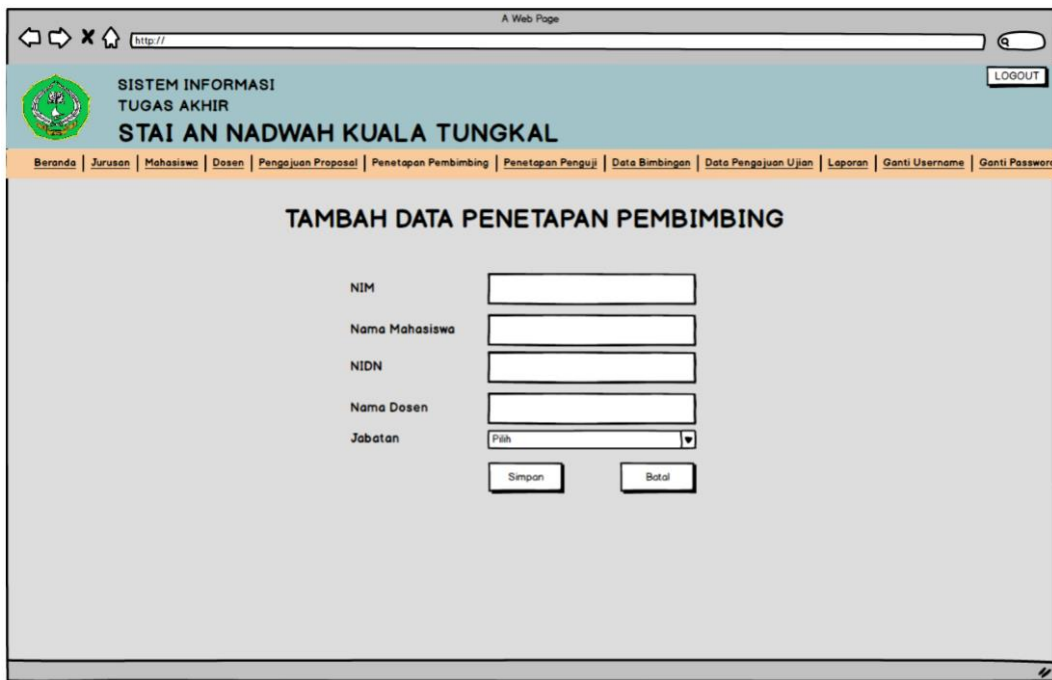 A Web Page
http://
LOGOUT
SISTEM INFORMASI
TUGAS AKHIR
STAI AN NADWAH KUALA TUNGKAL
Beranda | Jurusan | Mahasiswa | Dosen | Pengajuan Proposal | Penetapan Pembimbing | Penetapan Penguji | Data Bimbingan | Data Pengajuan Ujian | Laporan | Ganti Username | Ganti Password
TAMBAH DATA PENETAPAN PEMBIMBING
NIM
Nama Mahasiswa
NIDN
Nama Dosen
Jabatan Pilih
Simpan Batal